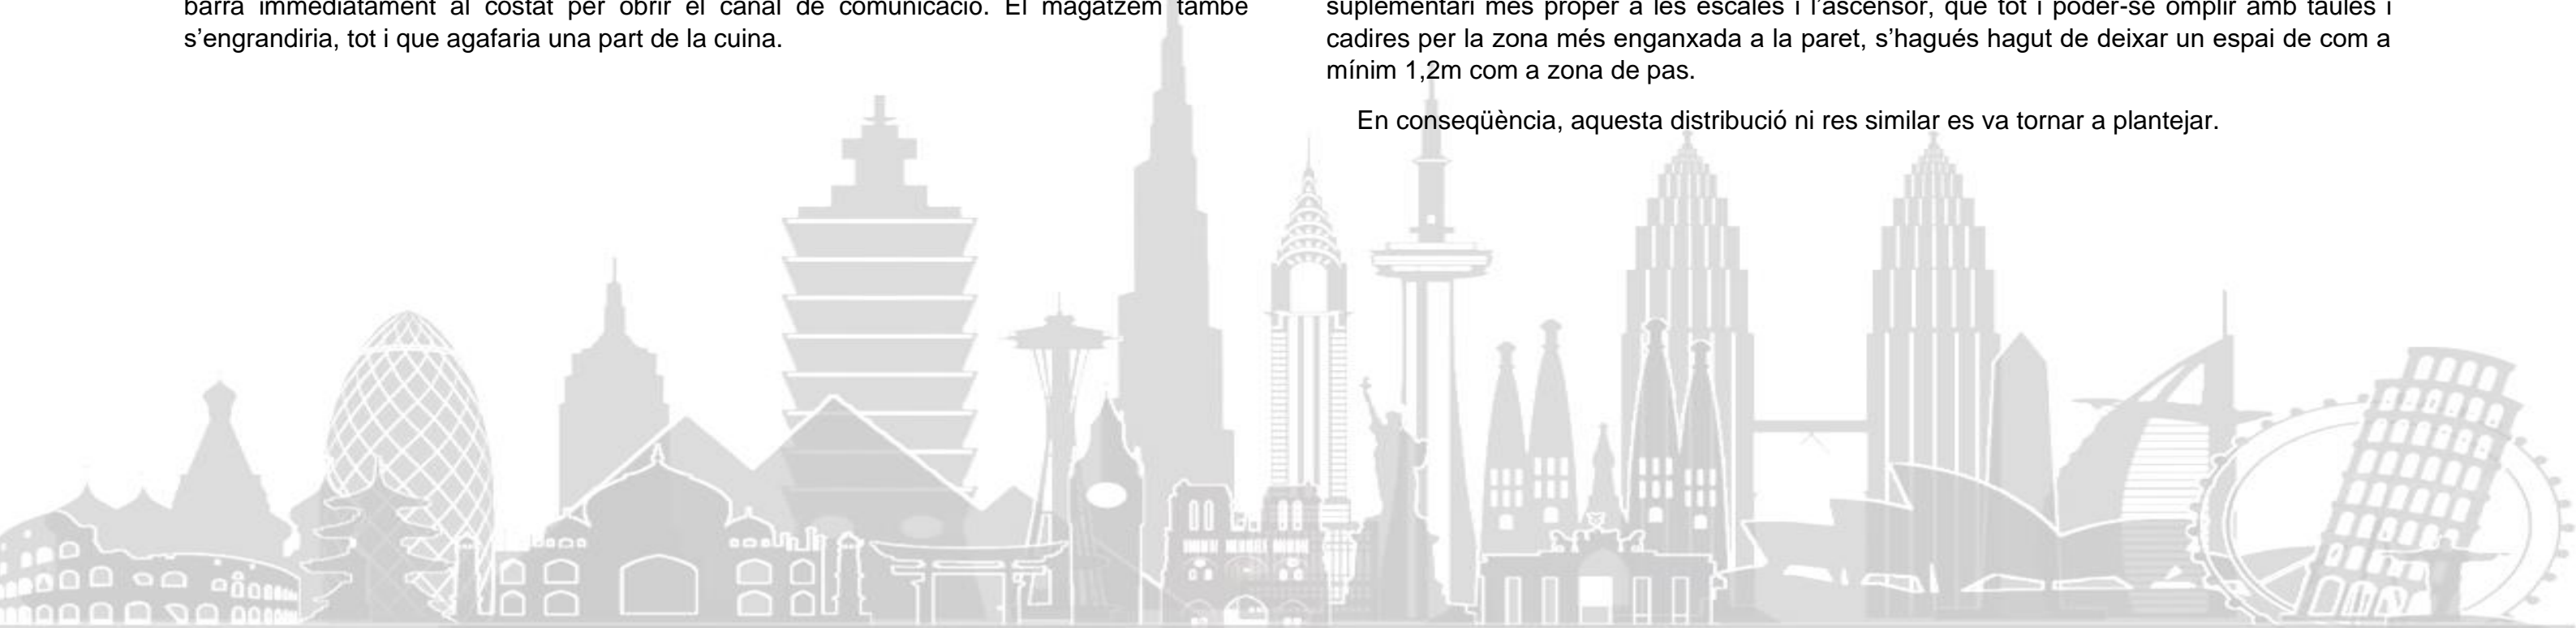 barra immediatament al costat per obrir el canal de comunicació. El magatzem també
s’engrandiria, tot i que agafaria una part de la cuina.
suplementari més proper a les escales i l’ascensor, que tot i poder-se omplir amb taules i
cadires per la zona més enganxada a la paret, s’hagués hagut de deixar un espai de com a
mínim 1,2m com a zona de pas.
En conseqüència, aquesta distribució ni res similar es va tornar a plantejar.